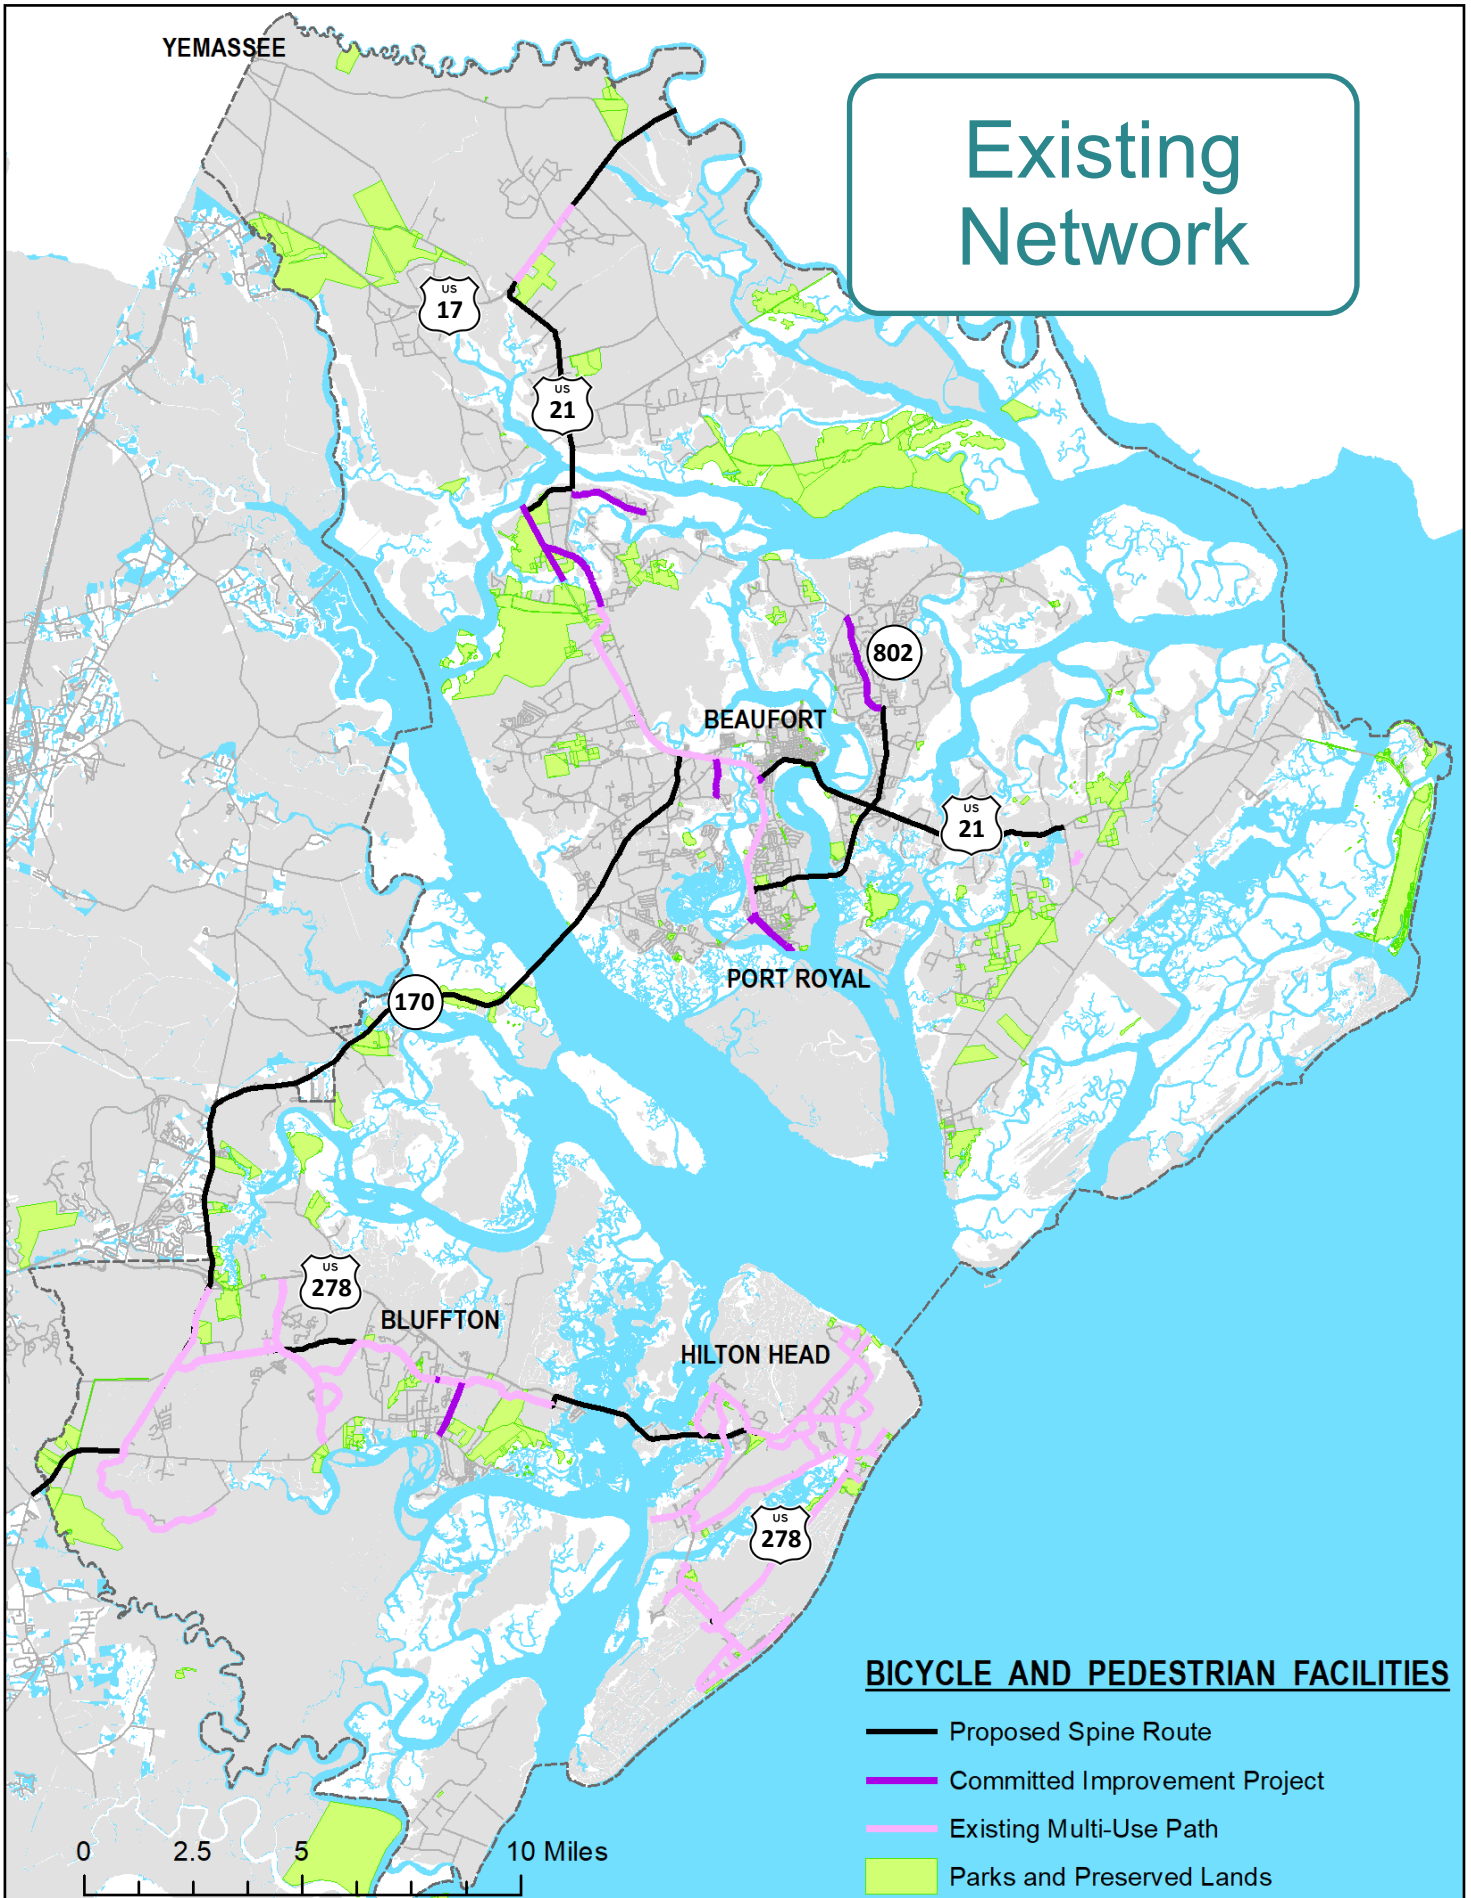 YEMASSEE
Existing
Network
US
17
US
21
802
BEAUFORT
US
21
PORT ROYAL
170
US
278
BLUFFTON
HILTON HEAD
US
278
BICYCLE AND PEDESTRIAN FACILITIES
Proposed Spine Route
Committed Improvement Project
Existing Multi-Use Path
Parks and Preserved Lands
0 2.5 5 10 Miles